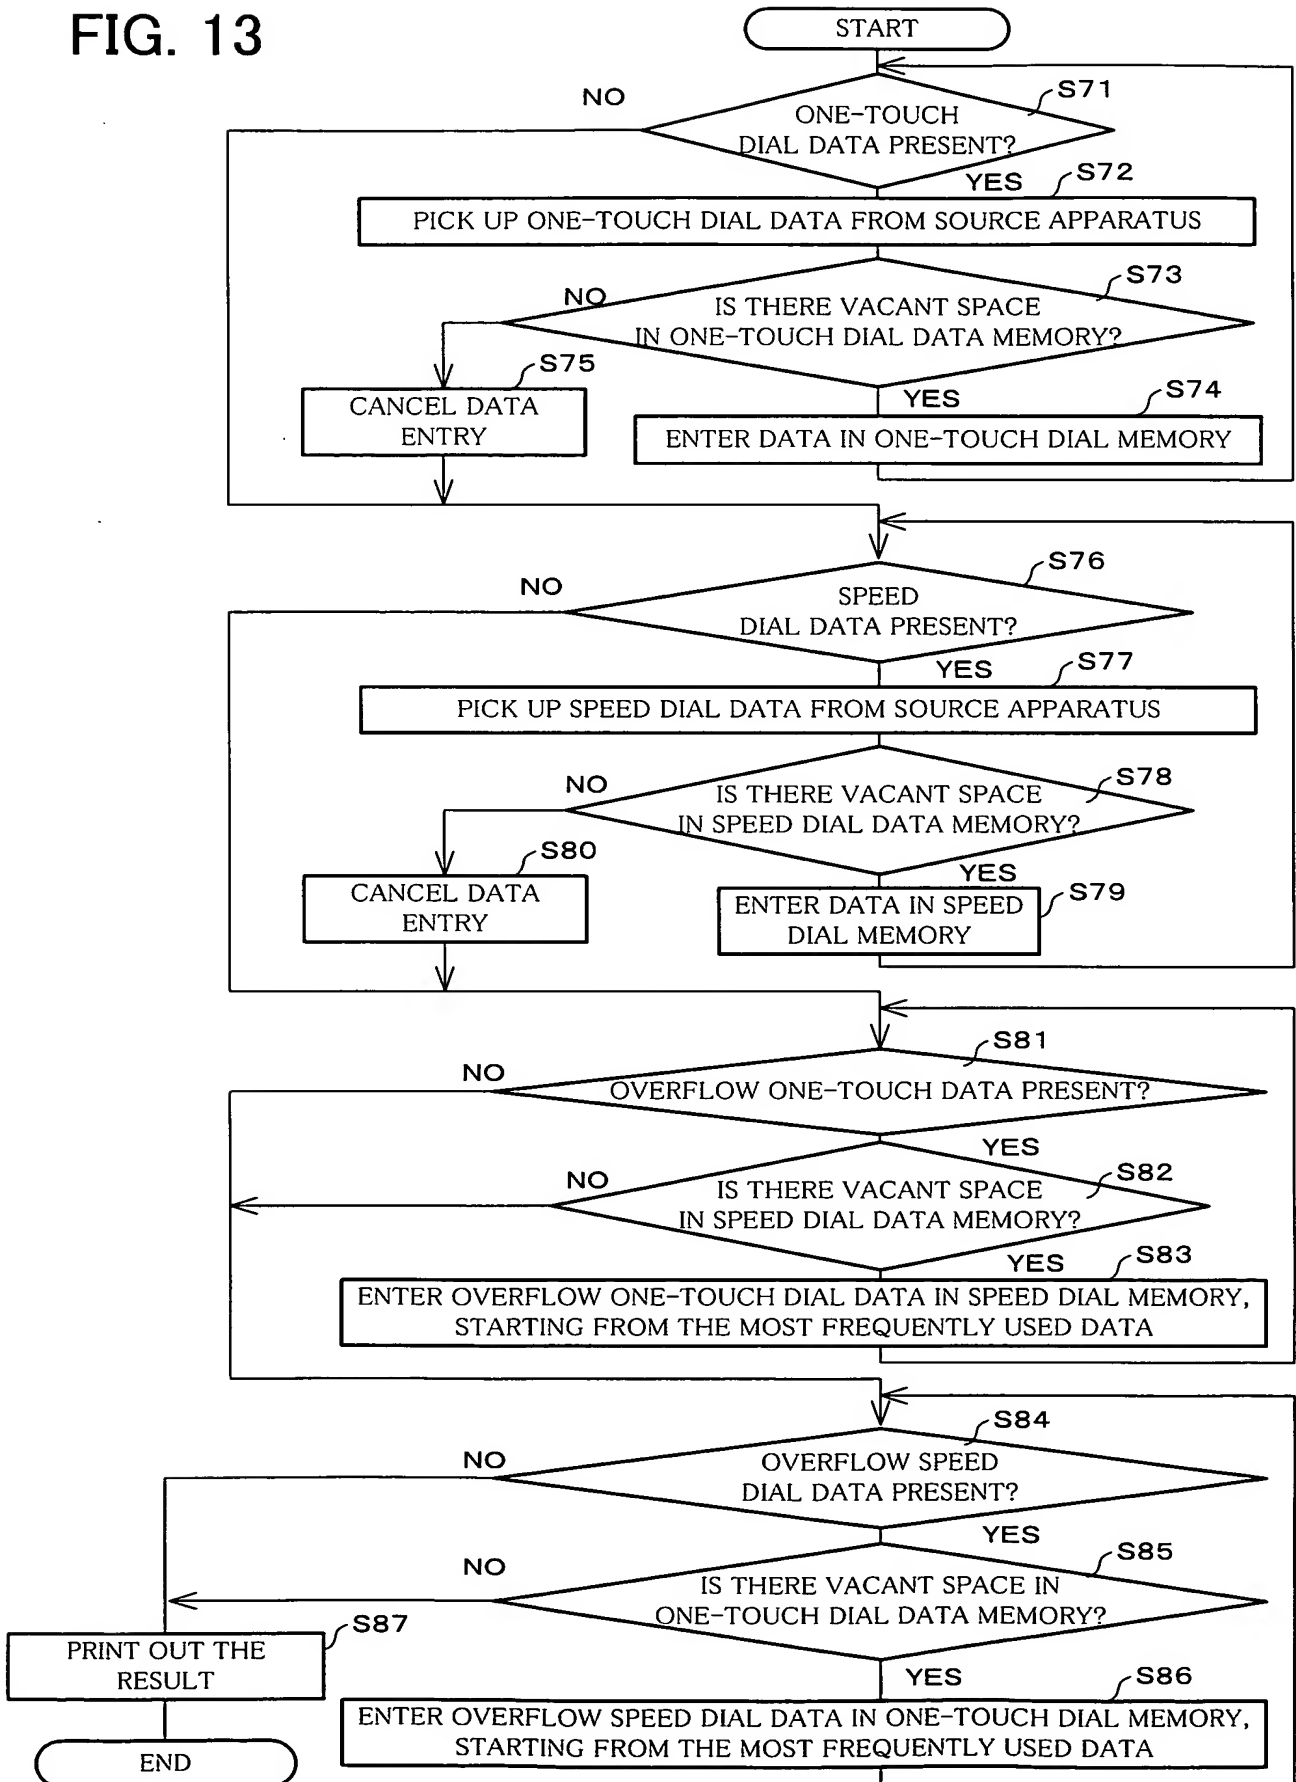 FIG. 13
START
NO
S71
ONE-TOUCH
DIAL DATA PRESENT?
YES
S72
PICK UP ONE-TOUCH DIAL DATA FROM SOURCE APPARATUS
S73
NO
IS THERE VACANT SPACE
IN ONE-TOUCH DIAL DATA MEMORY?
S75
YES
S74
CANCEL DATA
ENTRY
ENTER DATA IN ONE-TOUCH DIAL MEMORY
S76
NO
SPEED
DIAL DATA PRESENT?
YES
S77
PICK UP SPEED DIAL DATA FROM SOURCE APPARATUS
S78
NO
IS THERE VACANT SPACE
IN SPEED DIAL DATA MEMORY?
S80
YES
S79
CANCEL DATA
ENTRY
ENTER DATA IN SPEED
DIAL MEMORY
S81
NO
OVERFLOW ONE-TOUCH DATA PRESENT?
YES
S82
NO
IS THERE VACANT SPACE
IN SPEED DIAL DATA MEMORY?
YES
S83
ENTER OVERFLOW ONE-TOUCH DIAL DATA IN SPEED DIAL MEMORY,
STARTING FROM THE MOST FREQUENTLY USED DATA
S84
NO
OVERFLOW SPEED
DIAL DATA PRESENT?
YES
S85
NO
IS THERE VACANT SPACE IN
ONE-TOUCH DIAL DATA MEMORY?
S87
PRINT OUT THE
RESULT
YES
S86
ENTER OVERFLOW SPEED DIAL DATA IN ONE-TOUCH DIAL MEMORY,
STARTING FROM THE MOST FREQUENTLY USED DATA
END